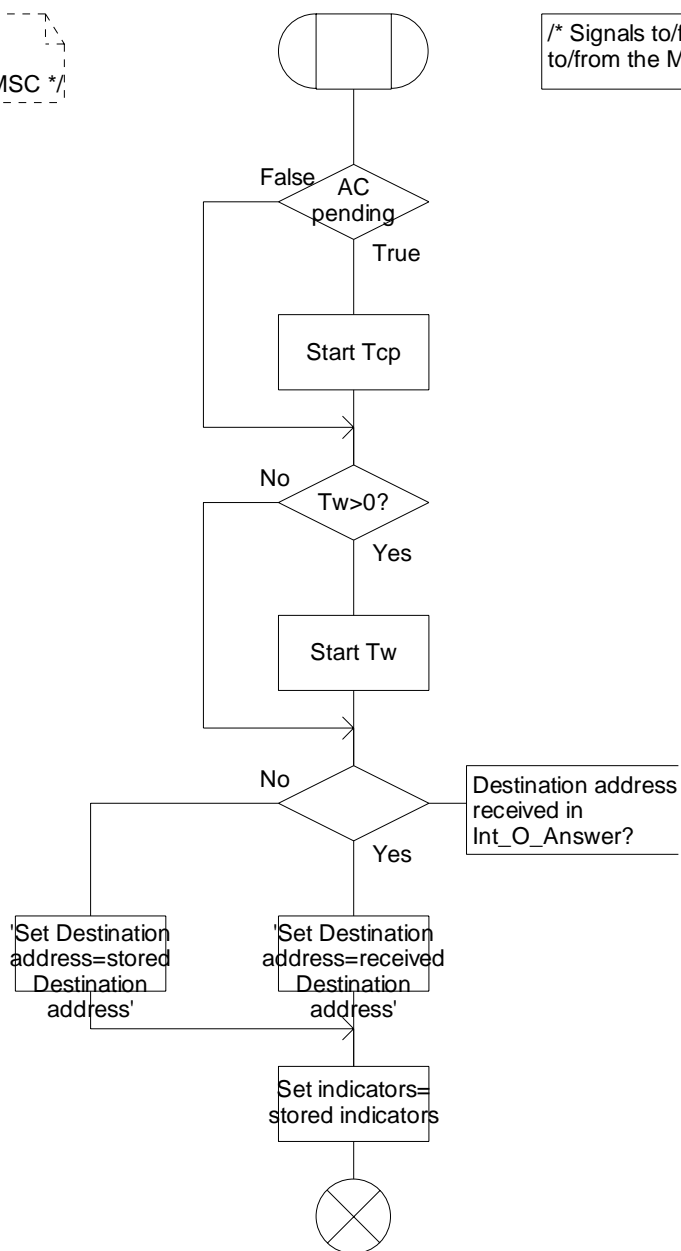 MSC */
/* Signals to/
to/from the M
False
AC
pending
True
Start Tcp
No
Tw>0?
Yes
Start Tw
No
Destination address
received in
Int_O_Answer?
Yes
'Set Destination
address=stored
Destination
address'
'Set Destination
address=received
Destination
address'
Set indicators=
stored indicators